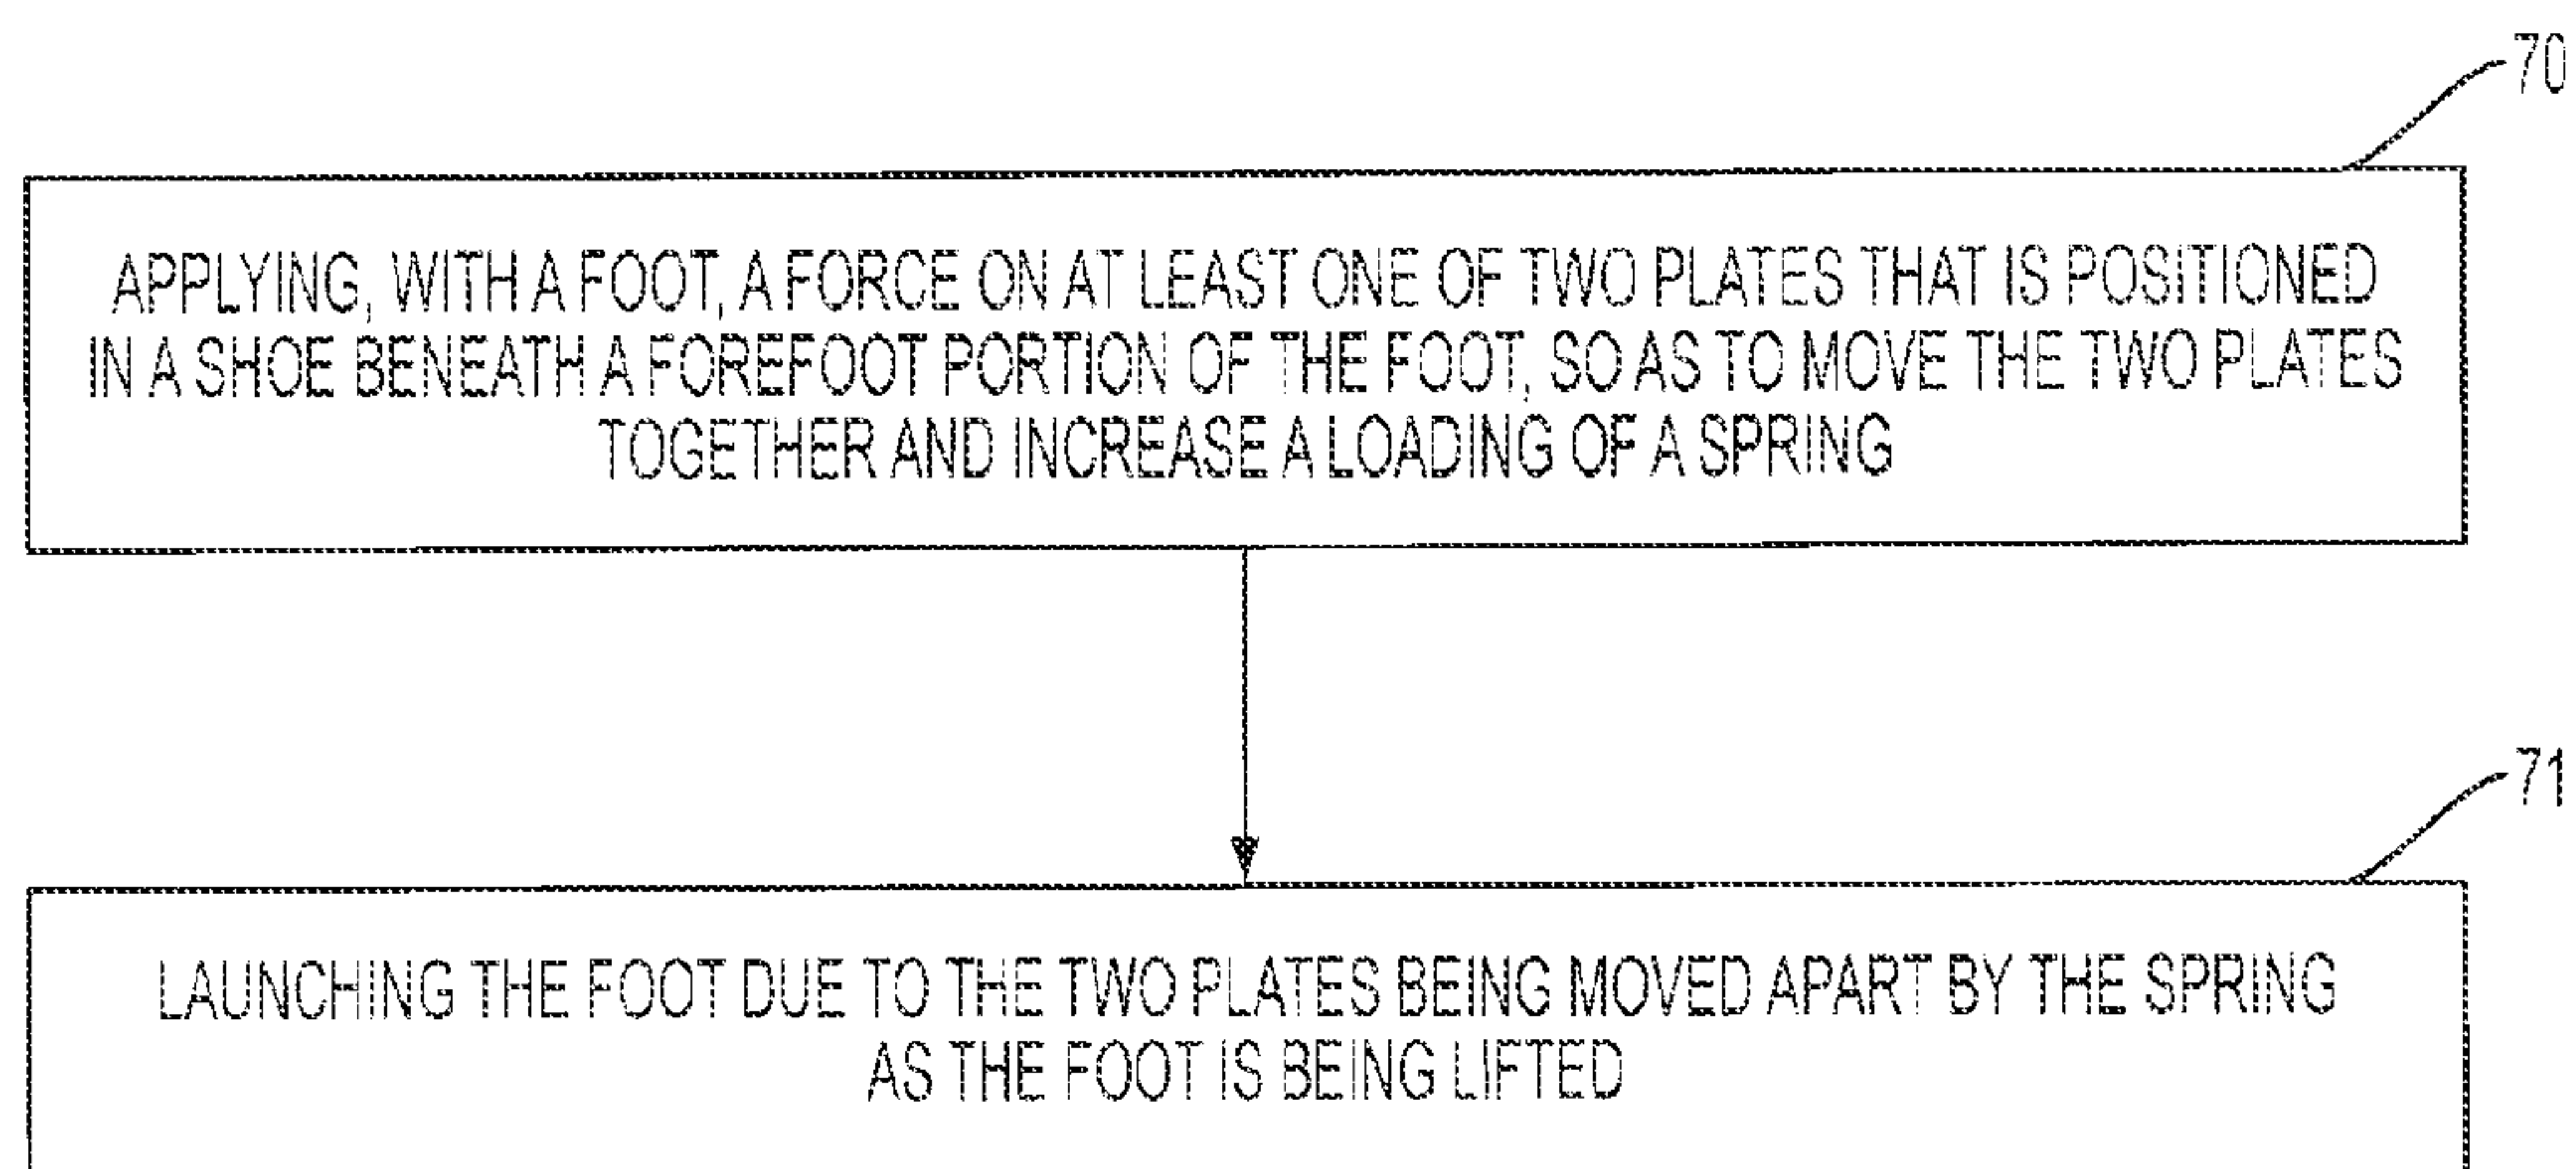 70
APPLYING, WITH A FOOT, A FORCE ON AT LEAST ONE OF TWO PLATES THAT IS POSITIONED
IN A SHOE BENEATH A FOREFOOT PORTION OF THE FOOT, SO AS TO MOVE THE TWO PLATES
TOGETHER AND INCREASE A LOADING OF A SPRING
71
LAUNCHING THE FOOT DUE TO THE TWO PLATES BEING MOVED APART BY THE SPRING
AS THE FOOT IS BEING LIFTED